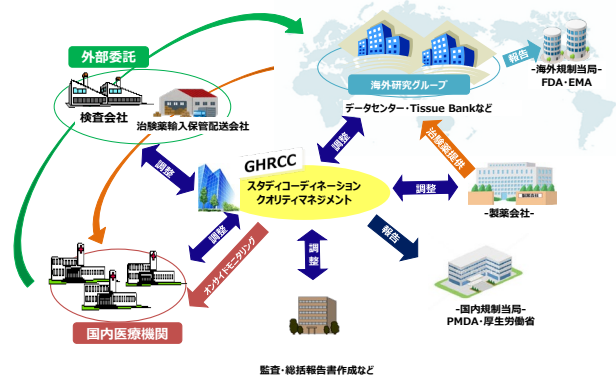 外部委託
検査会社
治験薬輸入保管配送会社
海外研究グループ
データセンター・Tissue Bankなど
報告
-海外規制当局-
FDA・EMA
調整
調整
治験薬提供
GHRCC
スタディコーディネーション
クオリティマネジメント
調整
製薬会社
-製薬会社-
調整
オンサイトモニタリング
調整
報告
国内医療機関
-国内規制当局-
PMDA・厚生労働省
監査・総括報告書作成など